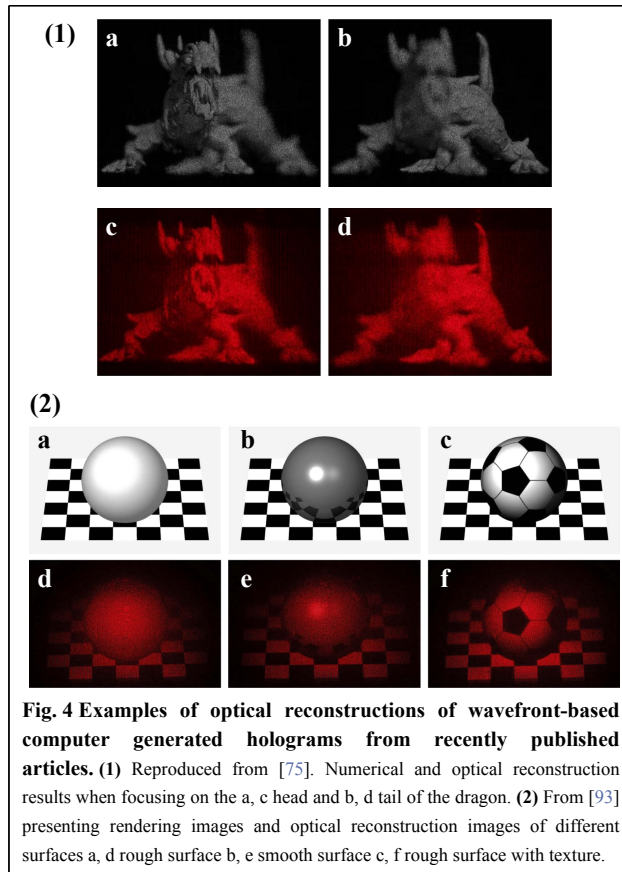 (1)
a
b
c
d
(2)
a
b
c
d
e
f
Fig. 4 Examples of optical reconstructions of wavefront-based
computer generated holograms from recently published
articles. (1) Reproduced from [75]. Numerical and optical reconstruction
results when focusing on the a, c head and b, d tail of the dragon. (2) From [93]
presenting rendering images and optical reconstruction images of different
surfaces a, d rough surface b, e smooth surface c, f rough surface with texture.